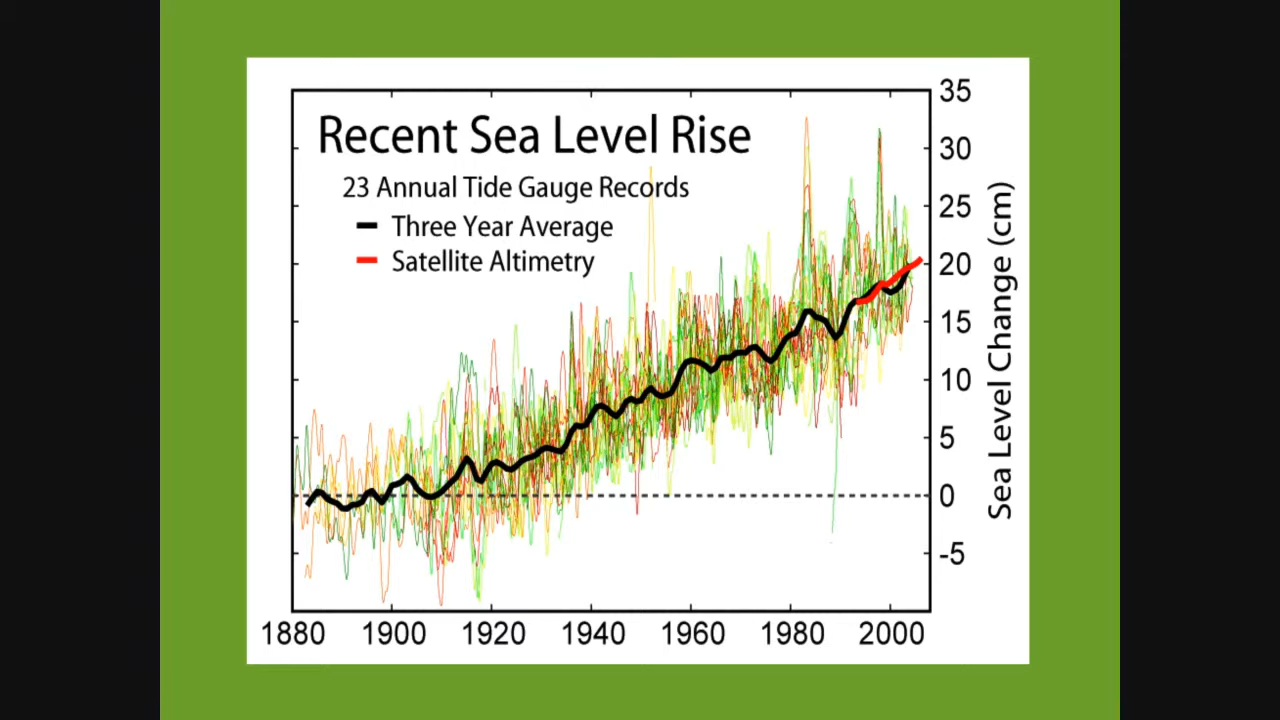 Recent Sea Level Rise
23 Annual Tide Gauge Records
Three Year Average
Satellite Altimetry
35
30
25
20
15
10
5
0
-5
Sea Level Change (cm)
1880 1900 1920 1940 1960 1980 2000